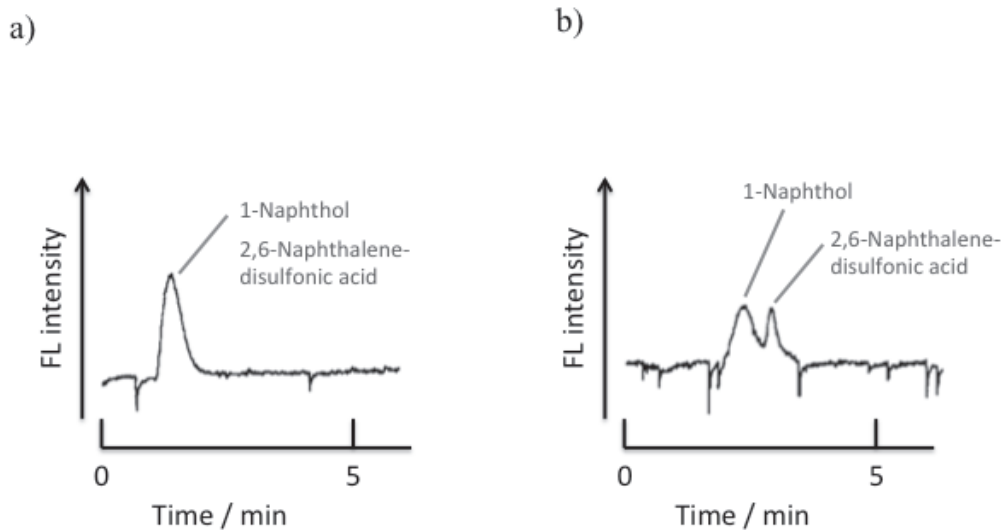 a)
1-Naphthol
2,6-Naphthalene-
disulfonic acid
FL intensity
0
5
Time / min
b)
1-Naphthol
2,6-Naphthalene-
disulfonic acid
FL intensity
0
5
Time / min